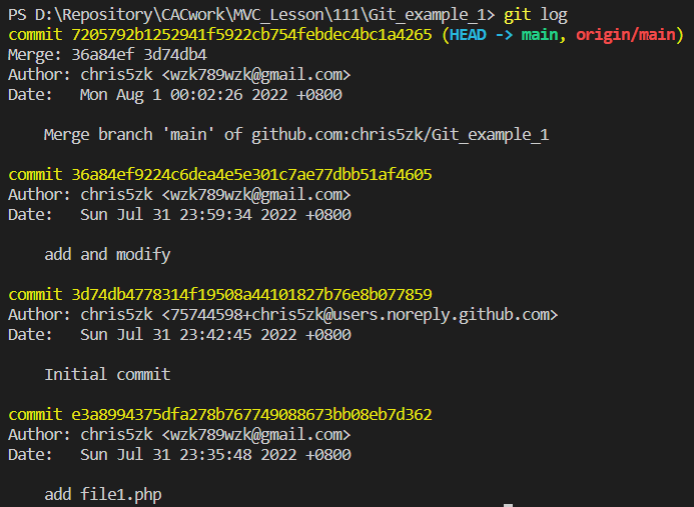 PS D:\Repository\CACwork\MVC_Lesson\111\Git_example_1> git log
commit 7205792b1252941f5922cb754febdec4bc1a4265 (HEAD -> main, origin/main)
Merge: 36a84ef 3d74db4
Author: chris5zk <wzk789wzk@gmail.com>
Date:   Mon Aug 1 00:02:26 2022 +0800
    Merge branch 'main' of github.com:chris5zk/Git_example_1
commit 36a84ef9224c6dea4e5e301c7ae77dbb51af4605
Author: chris5zk <wzk789wzk@gmail.com>
Date:   Sun Jul 31 23:59:34 2022 +0800
    add and modify
commit 3d74db4778314f19508a44101827b76e8b077859
Author: chris5zk <75744598+chris5zk@users.noreply.github.com>
Date:   Sun Jul 31 23:42:45 2022 +0800
    Initial commit
commit e3a8994375dfa278b767749088673bb08eb7d362
Author: chris5zk <wzk789wzk@gmail.com>
Date:   Sun Jul 31 23:35:48 2022 +0800
    add file1.php